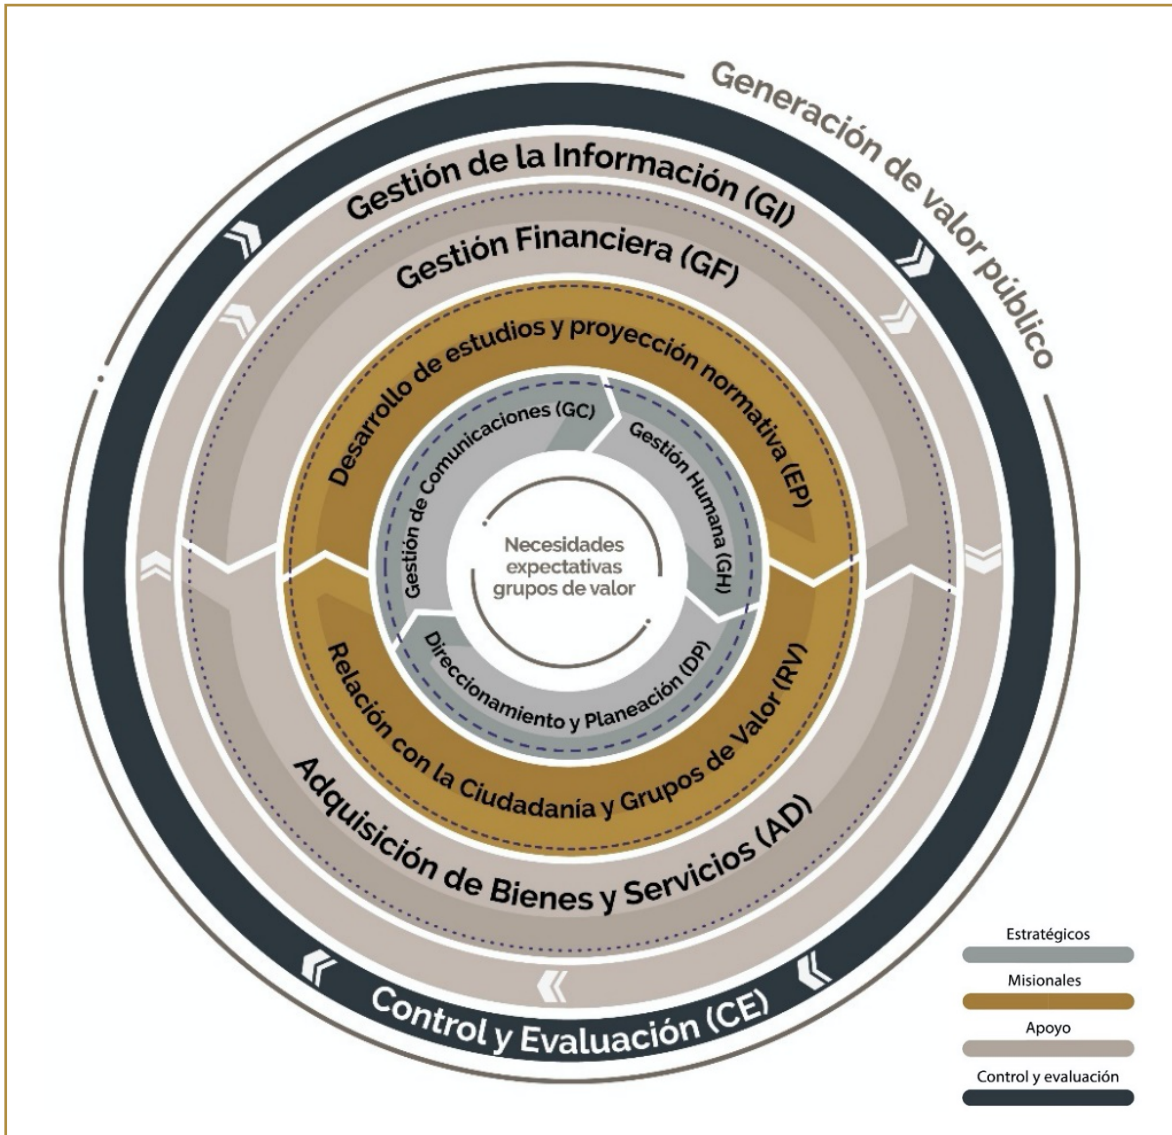 Generación de valor público
Gestión de la Información (GI)
Gestión Financiera (GF)
Desarrollo de estudios y proyección normativa (EP)
Gestión de Comunicaciones (GC)
Gestión Humana (GH)
Necesidades
expectativas
grupos de valor
Direccionamiento y Planeación (DP)
Relación con la Ciudadanía y Grupos de Valor (RV)
Adquisición de Bienes y Servicios (AD)
Control y Evaluación (CE)
Estratégicos
Misionales
Apoyo
Control y evaluación